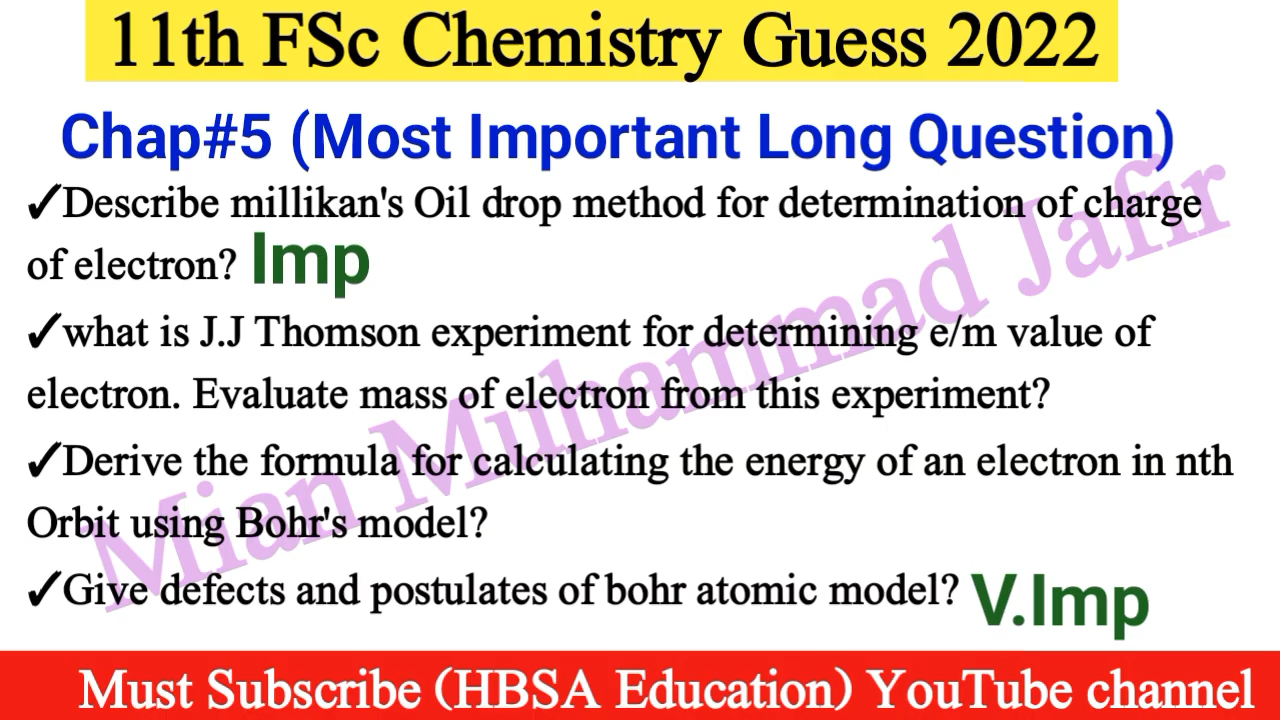 11th FSc Chemistry Guess 2022
Chap#5 (Most Important Long Question)
✓Describe millikan's Oil drop method for determination of charge
of electron? Imp
✓what is J.J Thomson experiment for determining e/m value of
electron. Evaluate mass of electron from this experiment?
✓Derive the formula for calculating the energy of an electron in nth
Orbit using Bohr's model?
✓Give defects and postulates of bohr atomic model? V.Imp
Mian Muhammad Jafir
Must Subscribe (HBSA Education) YouTube channel